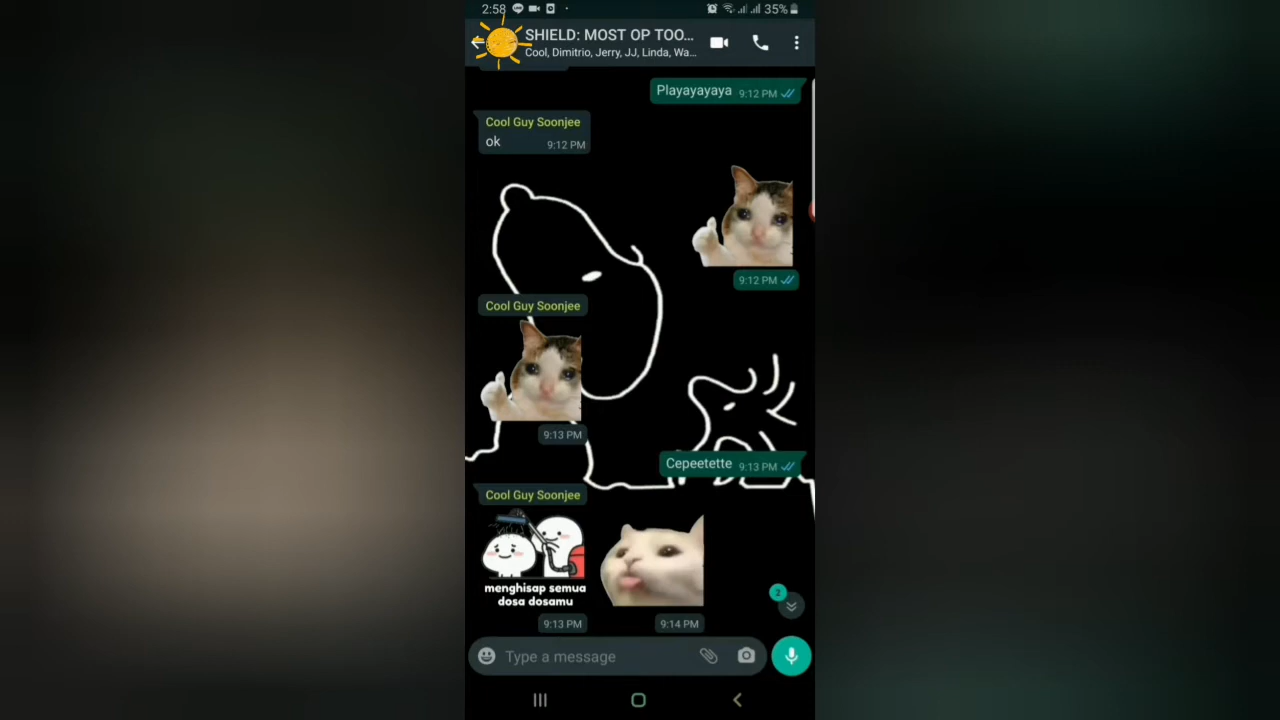 2:58
35%
SHIELD: MOST OP TOO...
Cool, Dimitrio, Jerry, JJ, Linda, Wa...
Playayayaya 9:12 PM
Cool Guy Soonjee
ok 9:12 PM
9:12 PM
Cool Guy Soonjee
9:13 PM
Cepeetette 9:13 PM
Cool Guy Soonjee
menghisap semua
dosa dosamu
2
9:13 PM
9:14 PM
Type a message